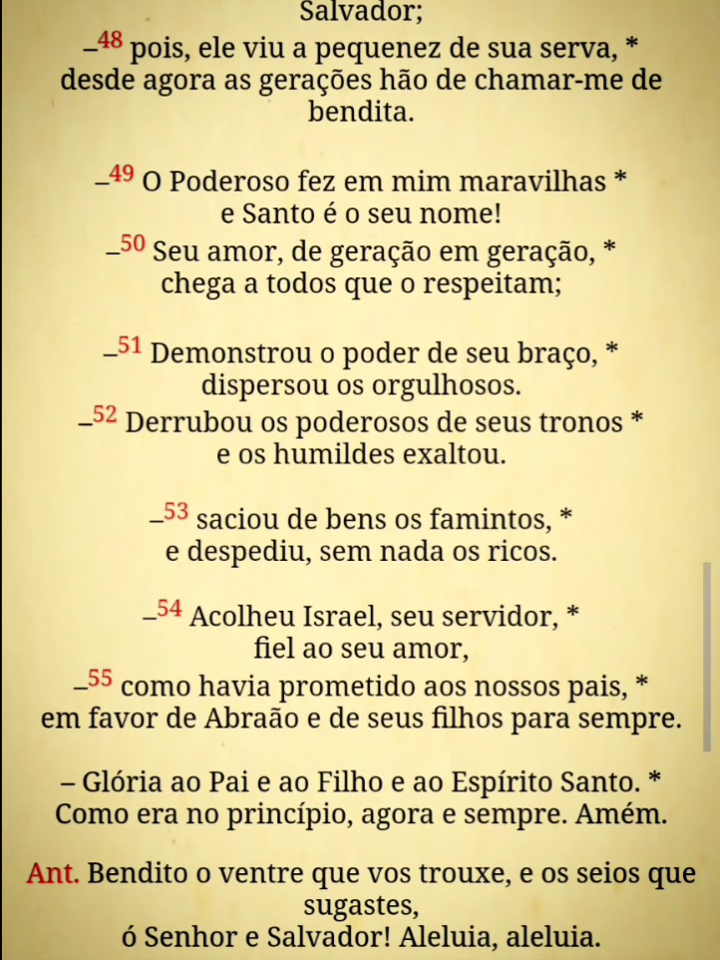 Salvador;
–48 pois, ele viu a pequenez de sua serva, *
desde agora as gerações hão de chamar-me de
bendita.
–49 O Poderoso fez em mim maravilhas *
e Santo é o seu nome!
–50 Seu amor, de geração em geração, *
chega a todos que o respeitam;
–51 Demonstrou o poder de seu braço, *
dispersou os orgulhosos.
–52 Derrubou os poderosos de seus tronos *
e os humildes exaltou.
–53 saciou de bens os famintos, *
e despediu, sem nada os ricos.
–54 Acolheu Israel, seu servidor, *
fiel ao seu amor,
–55 como havia prometido aos nossos pais, *
em favor de Abraão e de seus filhos para sempre.
– Glória ao Pai e ao Filho e ao Espírito Santo. *
Como era no princípio, agora e sempre. Amém.
Ant. Bendito o ventre que vos trouxe, e os seios que
sugastes,
ó Senhor e Salvador! Aleluia, aleluia.